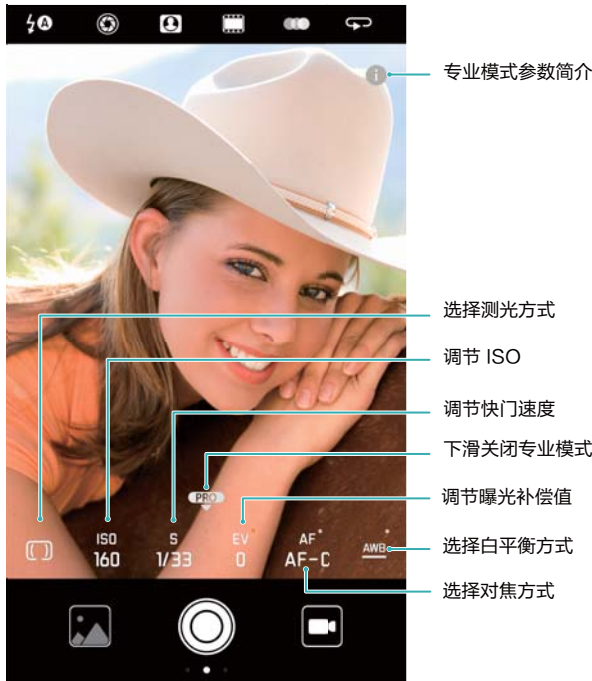 A
专业模式参数简介
选择测光方式
调节 ISO
调节快门速度
下滑关闭专业模式
PRO
调节曝光补偿值
ISO
160
S
1/33
EV
0
AF
AF-C
AWB
选择白平衡方式
选择对焦方式